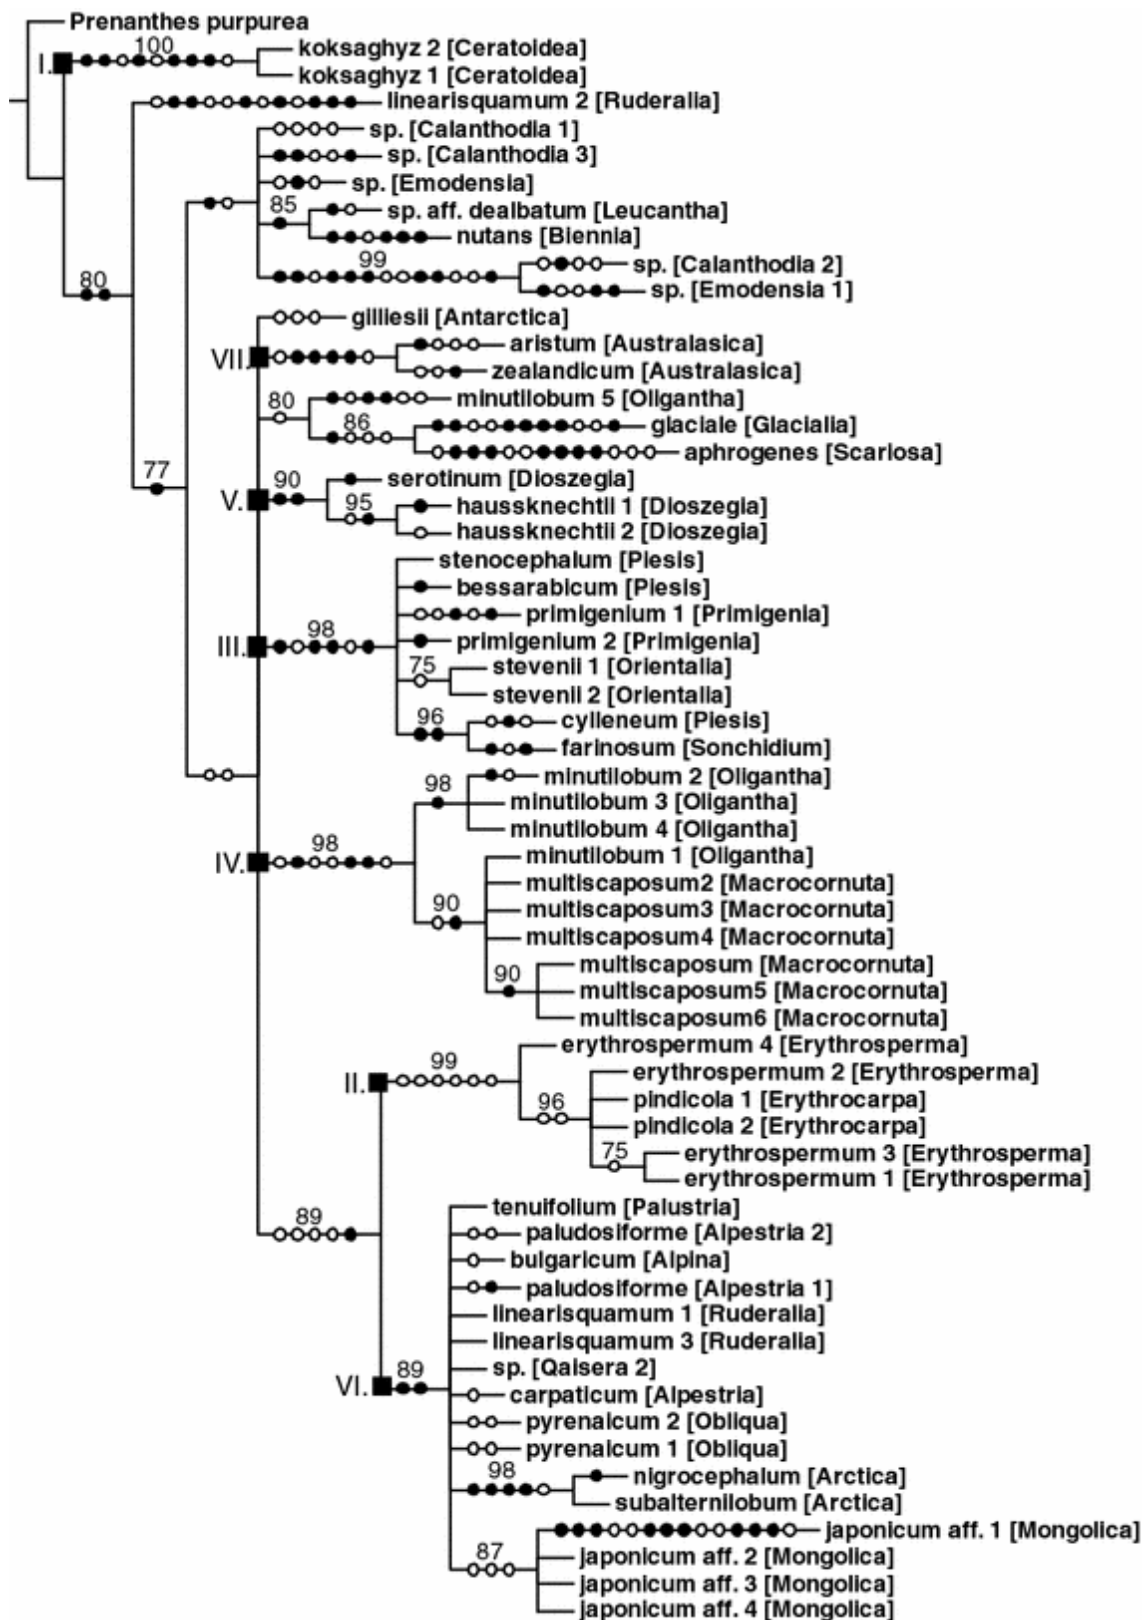 Prenanthes purpurea
100
koksaghyz 2 [Ceratoidea]
I.
koksaghyz 1 [Ceratoidea]
linearisquamum 2 [Ruderalia]
sp. [Calanthodia 1]
sp. [Calanthodia 3]
sp. [Emodensia]
85
sp. aff. dealbatum [Leucantha]
nutans [Biennia]
99
sp. [Calanthodia 2]
80
sp. [Emodensia 1]
gilliesii [Antarctica]
aristum [Australasica]
VII.
zealandicum [Australasica]
80
minutilobum 5 [Oligantha]
86
glaciale [Glacialia]
aphrogenes [Scariosa]
77
90
serotinum [Dioszegia]
V.
95
haussknechtii 1 [Dioszegia]
haussknechtii 2 [Dioszegia]
stenocephalum [Piesis]
bessarabicum [Piesis]
primigenium 1 [Primigenia]
98
III.
primigenium 2 [Primigenia]
75
stevenii 1 [Orientalia]
stevenii 2 [Orientalia]
96
cylleneum [Piesis]
farinosum [Sonchidium]
98
minutilobum 2 [Oligantha]
minutilobum 3 [Oligantha]
minutilobum 4 [Oligantha]
98
IV.
minutilobum 1 [Oligantha]
multiscaposum2 [Macrocornuta]
90
multiscaposum3 [Macrocornuta]
multiscaposum4 [Macrocornuta]
90
multiscaposum [Macrocornuta]
multiscaposum5 [Macrocornuta]
multiscaposum6 [Macrocornuta]
erythrospermum 4 [Erythrosperma]
99
II.
erythrospermum 2 [Erythrosperma]
96
pindicola 1 [Erythrocarpa]
pindicola 2 [Erythrocarpa]
75
erythrospermum 3 [Erythrosperma]
erythrospermum 1 [Erythrosperma]
89
tenuifolium [Palustria]
paludosiforme [Alpestria 2]
bulgaricum [Alpina]
paludosiforme [Alpestria 1]
linearisquamum 1 [Ruderalia]
linearisquamum 3 [Ruderalia]
89
sp. [Qaisera 2]
VI.
carpaticum [Alpestria]
pyrenaicum 2 [Obliqua]
pyrenaicum 1 [Obliqua]
98
nigrocephalum [Arctica]
subalternilobum [Arctica]
japonicum aff. 1 [Mongolica]
87
japonicum aff. 2 [Mongolica]
japonicum aff. 3 [Mongolica]
japonicum aff. 4 [Mongolica]